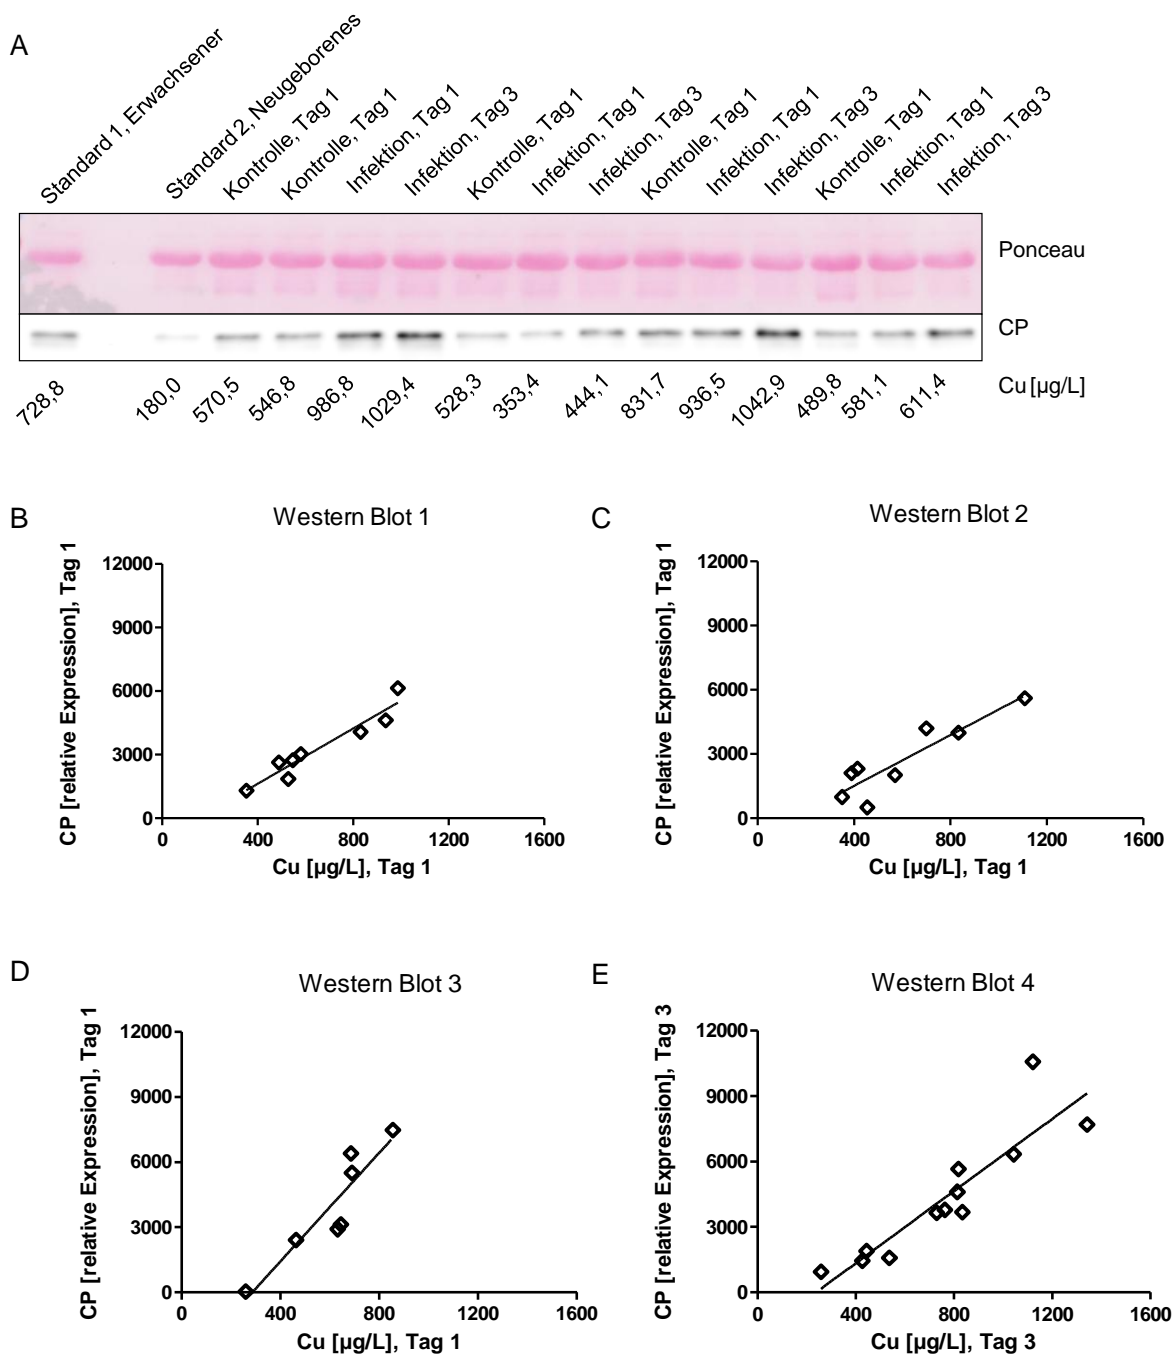 A
Standard 1, Erwachsener
Standard 2, Neugeborenes
Kontrolle, Tag 1
Kontrolle, Tag 1
Infektion, Tag 1
Infektion, Tag 3
Kontrolle, Tag 1
Infektion, Tag 1
Infektion, Tag 3
Kontrolle, Tag 1
Infektion, Tag 1
Infektion, Tag 3
Kontrolle, Tag 1
Infektion, Tag 1
Infektion, Tag 3
Ponceau
CP
728,8
180,0
570,5
546,8
986,8
1029,4
528,3
353,4
444,1
831,7
936,5
1042,9
489,8
581,1
611,4
Cu [µg/L]
B
Western Blot 1
CP [relative Expression], Tag 1
12000
9000
6000
3000
0
0 400 800 1200 1600
Cu [µg/L], Tag 1
C
Western Blot 2
CP [relative Expression], Tag 1
12000
9000
6000
3000
0
0 400 800 1200 1600
Cu [µg/L], Tag 1
D
Western Blot 3
CP [relative Expression], Tag 1
12000
9000
6000
3000
0
0 400 800 1200 1600
Cu [µg/L], Tag 1
E
Western Blot 4
CP [relative Expression], Tag 3
12000
9000
6000
3000
0
0 400 800 1200 1600
Cu [µg/L], Tag 3